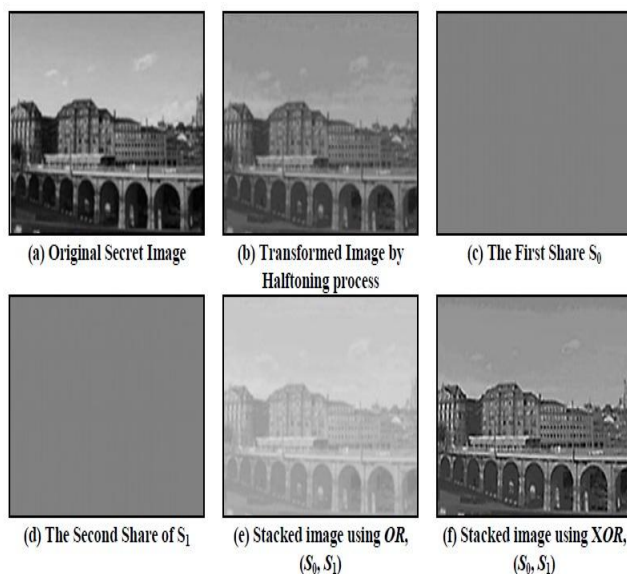 (a) Original Secret Image
(b) Transformed Image by
Halftoning process
(c) The First Share S₀
(d) The Second Share of S₁
(e) Stacked image using OR,
(S₀, S₁)
(f) Stacked image using XOR,
(S₀, S₁)